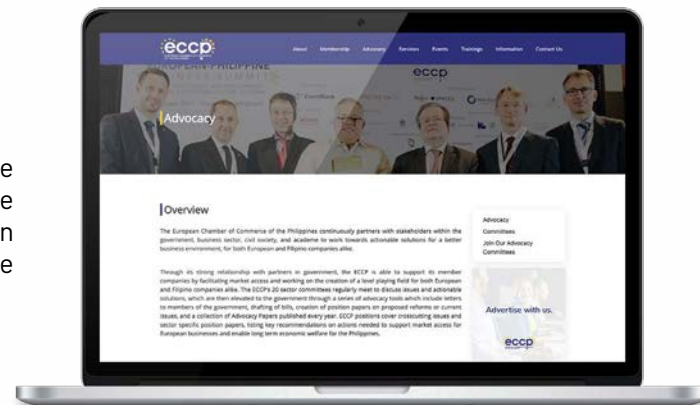 eccp
About Membership Advocacy Services Events Trainings Information Contact Us
EUROPEAN-PHILIPPINE
BUSINESS SUMMIT
eccp
EventBank
Advocacy
Overview
The European Chamber of Commerce of the Philippines continuously partners with stakeholders within the
government, business sector, civil society, and academe to work towards actionable solutions for a better
business environment, for both European and Filipino companies alike.
Through its strong relationship with partners in government, the ECCP is able to support its member
companies by facilitating market access and working on the creation of a level playing field for both European
and Filipino companies alike. The ECCP's 20 sector committees regularly meet to discuss issues and actionable
solutions, which are then elevated to the government through a series of advocacy tools which include letters
to members of the government, drafting of bills, creation of position papers on proposed reforms or current
issues, and a collection of Advocacy Papers published every year. ECCP positions cover crosscutting issues and
sector specific position papers, listing key recommendations on actions needed to support market access for
European businesses and enable long term economic welfare for the Philippines.
Advocacy
Committees
Join Our Advocacy
Committees
Advertise with us.
eccp
e
e
n
e